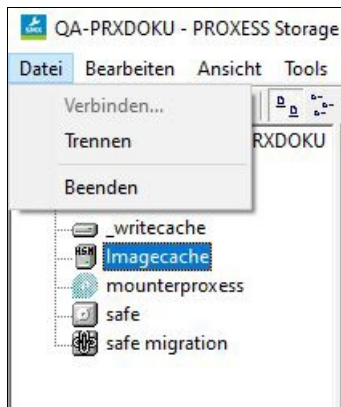 QA-PRXDOKU - PROXESS Storage
Datei Bearbeiten Ansicht Tools
Verbinden...
Trennen
RXDOKU
Beenden
_writecache
Imagecache
mounterproxess
safe
safe migration